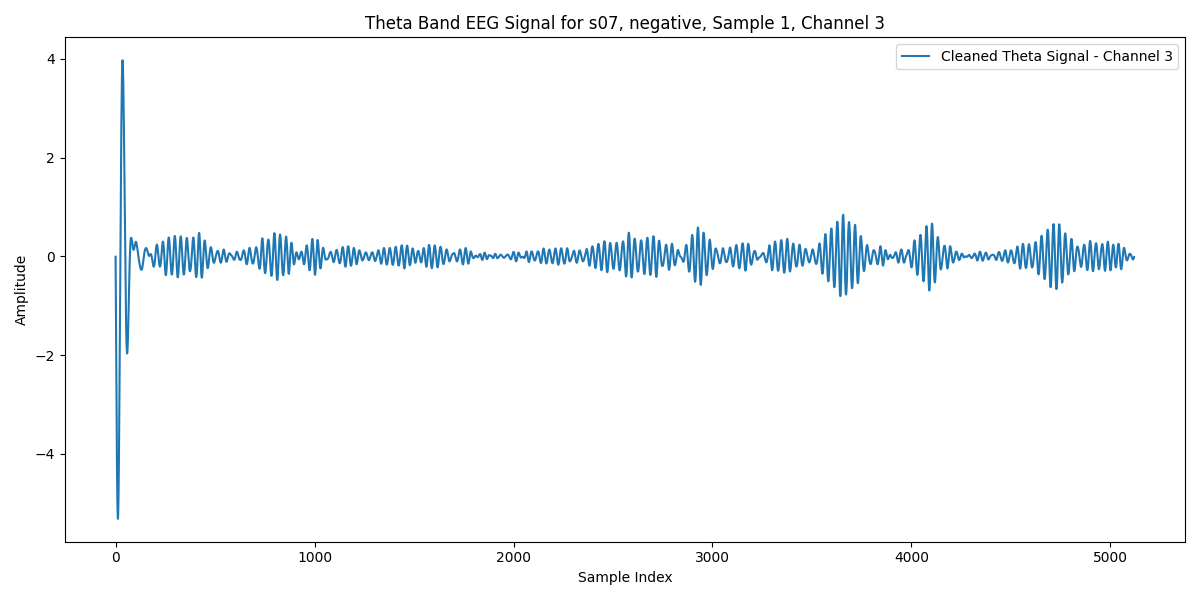 Theta Band EEG Signal for s07, negative, Sample 1, Channel 3
Cleaned Theta Signal - Channel 3
4
2
0
−2
−4
Amplitude
0 1000 2000 3000 4000 5000
Sample Index